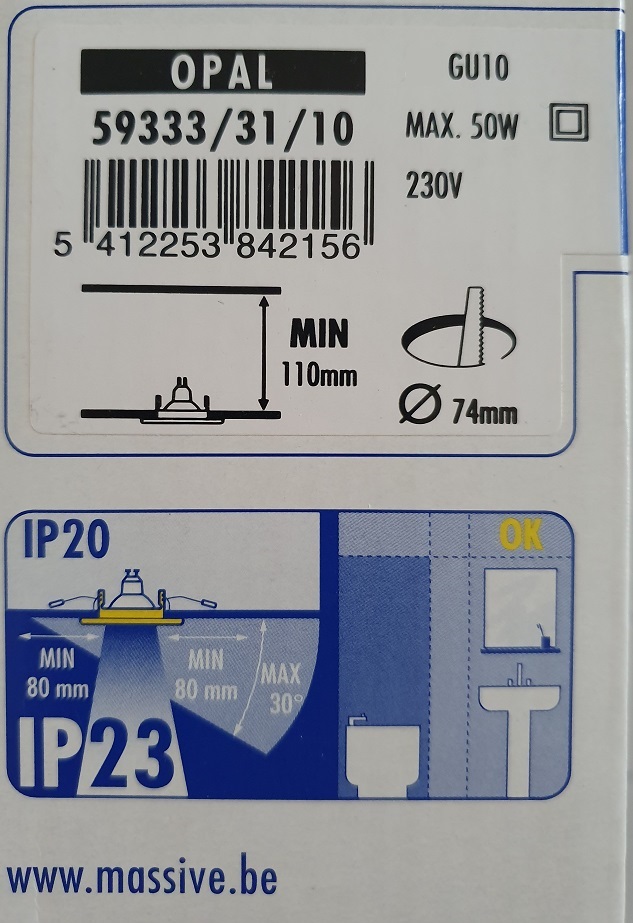 OPAL
59333/31/10
5 412253 842156
GU10
MAX. 50W
230V
MIN
110mm
Ø 74mm
IP20
OK
MIN
80 mm
MIN
80 mm
MAX
30°
IP23
www.massive.be